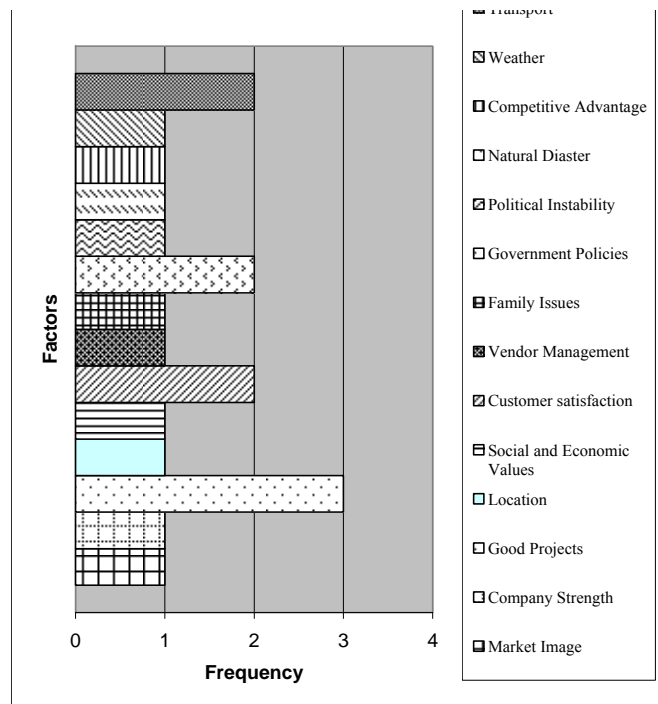 Transport
Weather
Competitive Advantage
Natural Diaster
Political Instability
Government Policies
Family Issues
Vendor Management
Customer satisfaction
Social and Economic
Values
Location
Good Projects
Company Strength
Market Image
Factors
0 1 2 3 4
Frequency